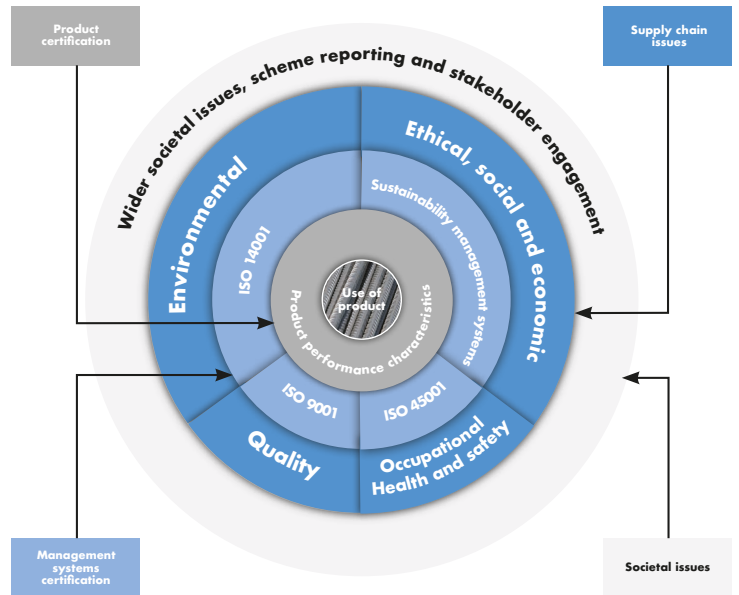 Product
certification
Supply chain
issues
Wider societal issues, scheme reporting and stakeholder engagement
Environmental
Ethical, social and economic
ISO 14001
Sustainability management systems
Use of
product
Product performance characteristics
ISO 9001
ISO 45001
Quality
Occupational
Health and safety
Management
systems
certification
Societal issues